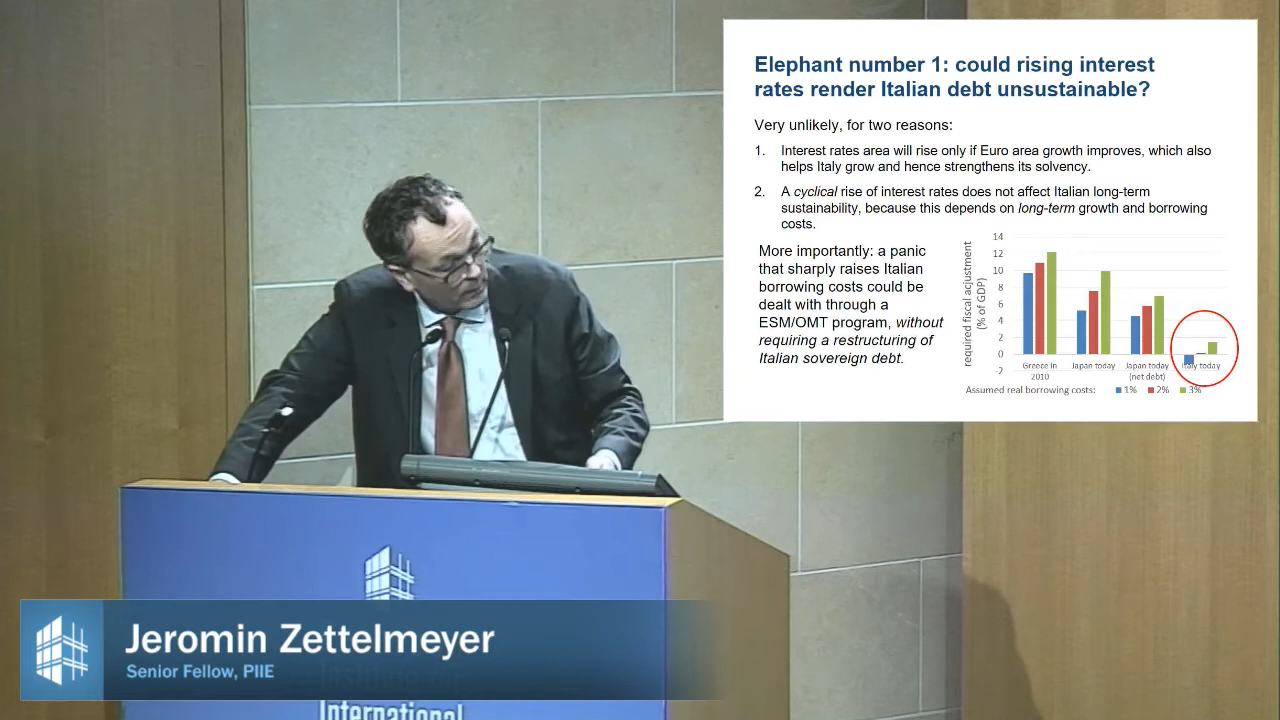 Elephant number 1: could rising interest
rates render Italian debt unsustainable?
Very unlikely, for two reasons:
1. Interest rates area will rise only if Euro area growth improves, which also
helps Italy grow and hence strengthens its solvency.
2. A cyclical rise of interest rates does not affect Italian long-term
sustainability, because this depends on long-term growth and borrowing
costs.
More importantly: a panic
that sharply raises Italian
borrowing costs could be
dealt with through a
ESM/OMT program, without
requiring a restructuring of
Italian sovereign debt.
required fiscal adjustment
(% of GDP)
14
12
10
8
6
4
2
0
-2
Greece in
2010
Japan today
Japan today
(net debt)
Italy today
Assumed real borrowing costs: 1% 2% 3%
Jeromin Zettelmeyer
Senior Fellow, PIIE
International